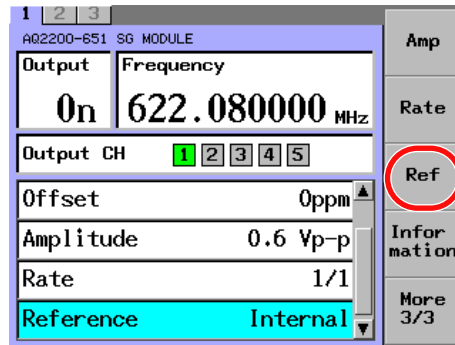 1 2 3
AQ2200-651 SG MODULE
Output Frequency
On 622.080000 MHz
Output CH 1 2 3 4 5
Offset 0ppm
Amplitude 0.6 Vp-p
Rate 1/1
Reference Internal
Amp
Rate
Ref
Infor
mation
More
3/3